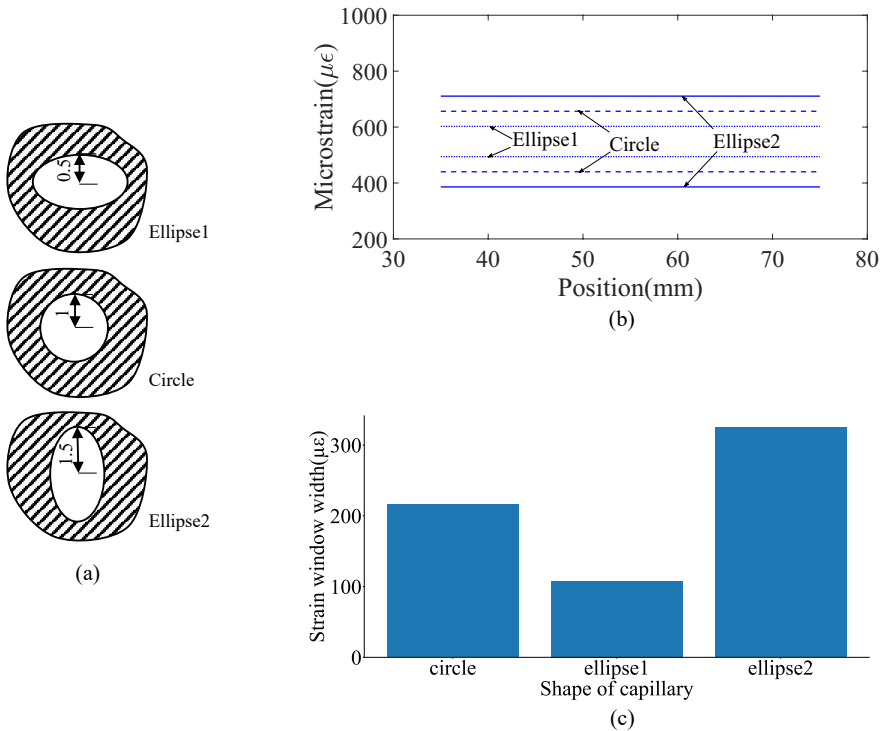 0.5
Ellipse1
1
Circle
1.5
Ellipse2
(a)
Microstrain(με)
1000
800
600
400
200
Ellipse1
Circle
Ellipse2
30
40
50
60
70
80
Position(mm)
(b)
Strain window width(με)
300
200
100
0
circle
ellipse1
ellipse2
Shape of capillary
(c)